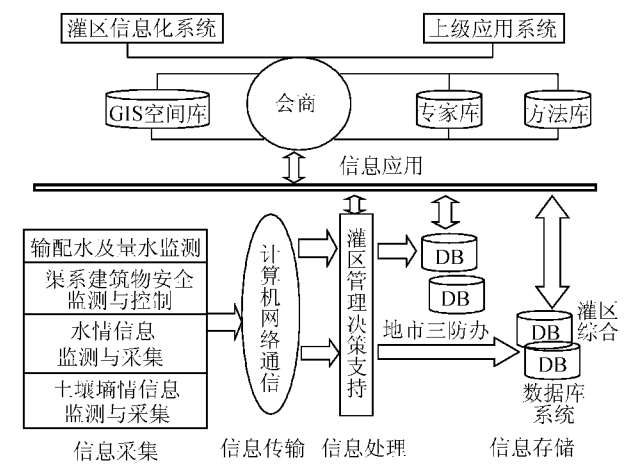 灌区信息化系统
上级应用系统
会商
GIS空间库
专家库
方法库
信息应用
输配水及量水监测
渠系建筑物安全
监测与控制
水情信息
监测与采集
土壤墒情信息
监测与采集
计算机网络通信
灌区管理决策支持
DB
DB
地市三防办
DB
DB
灌区
综合
数据库
系统
信息采集
信息传输
信息处理
信息存储